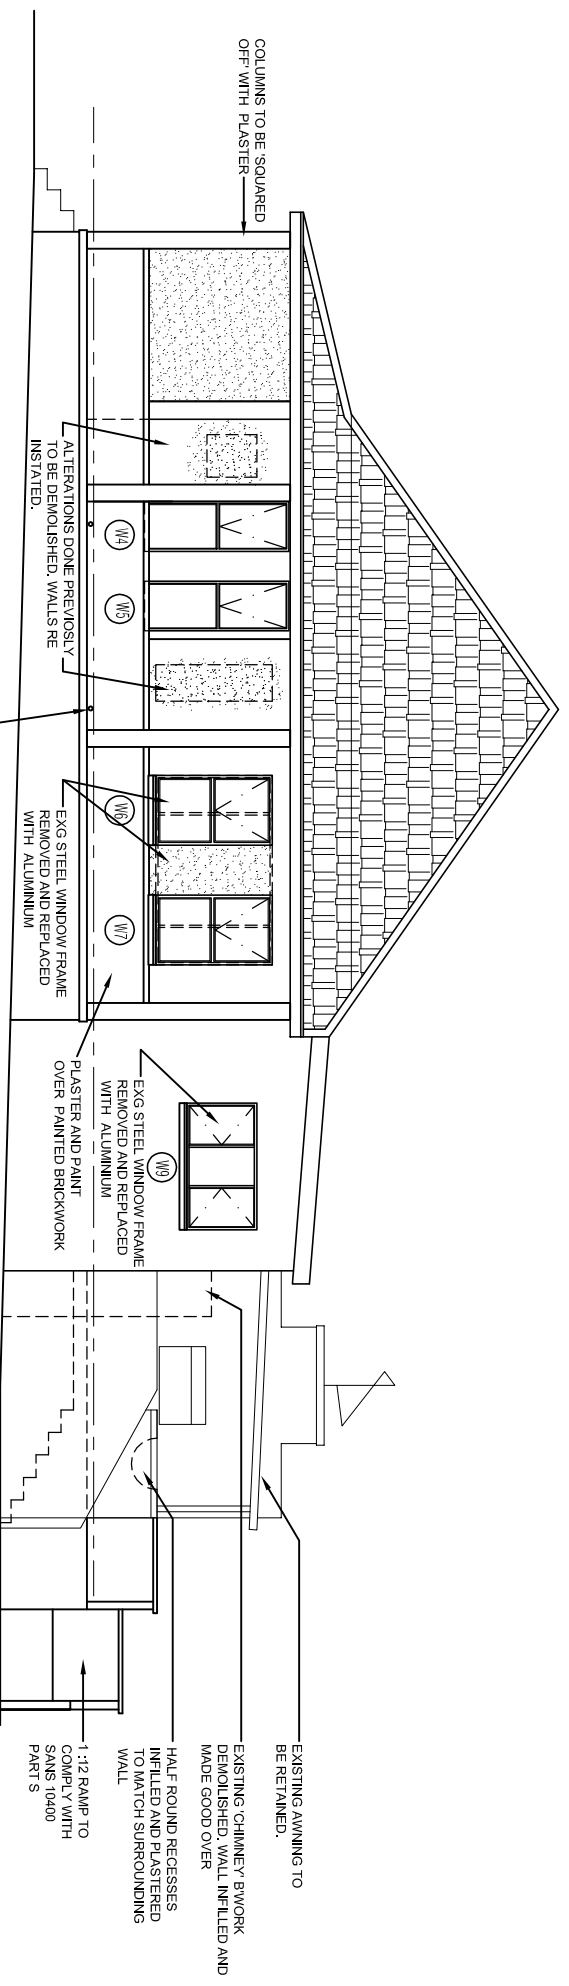 COLUMNS TO BE 'SQUARED
OFF' WITH PLASTER
ALTERATIONS DONE PREVIOSLY
TO BE DEMOLISHED. WALLS RE
INSTATED.
W4
W5
W6
W7
EXG STEEL WINDOW FRAME
REMOVED AND REPLACED
WITH ALUMINIUM
PLASTER AND PAINT
OVER PAINTED BRICKWORK
W9
EXG STEEL WINDOW FRAME
REMOVED AND REPLACED
WITH ALUMINIUM
EXISTING AWNING TO
BE RETAINED.
EXISTING 'CHIMNEY' B'WORK
DEMOILISHED. WALL INFILLED AND
MADE GOOD OVER
HALF ROUND RECESSES
INFILLED AND PLASTERED
TO MATCH SURROUNDING
WALL
1 :12 RAMP TO
COMPLY WITH
SANS 10400
PART S